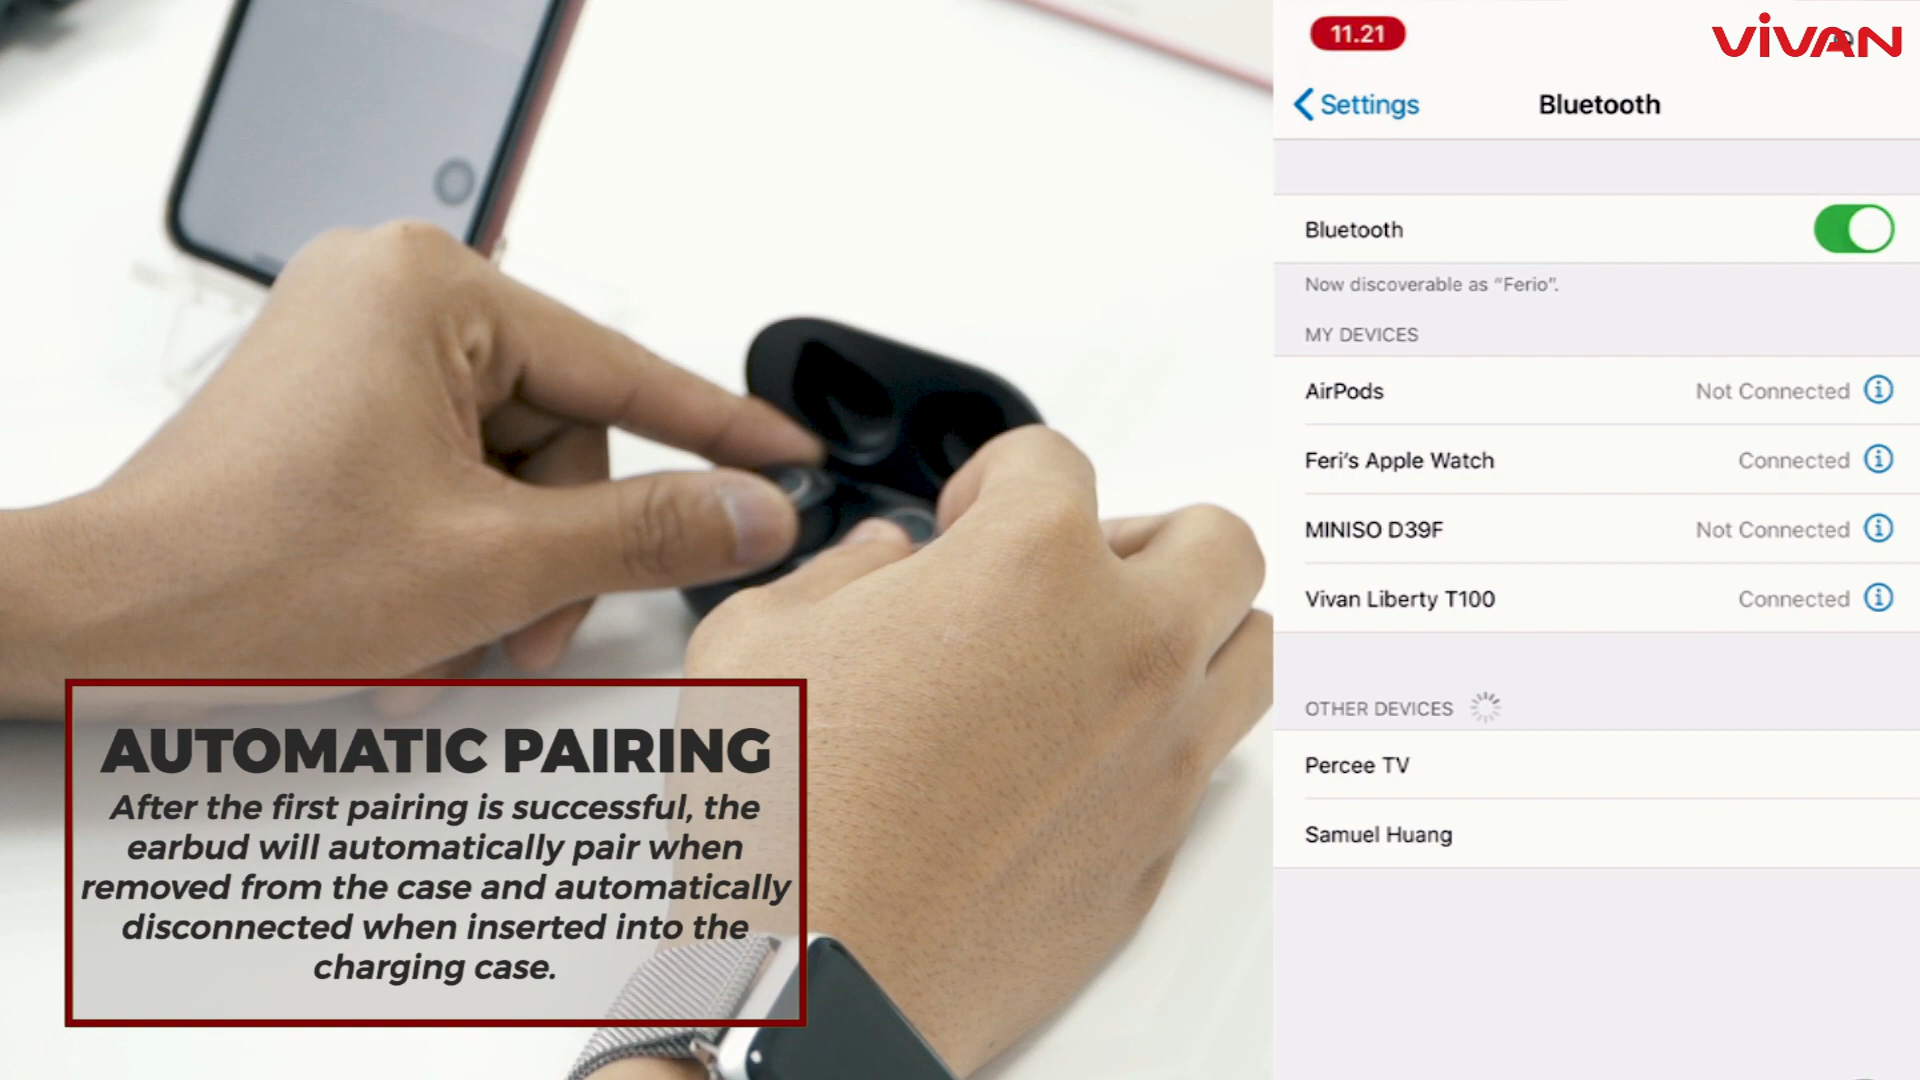 AUTOMATIC PAIRING
After the first pairing is successful, the
earbud will automatically pair when
removed from the case and automatically
disconnected when inserted into the
charging case.
11.21
ViVAN
Settings
Bluetooth
Bluetooth
Now discoverable as “Ferio”.
MY DEVICES
AirPods Not Connected
Feri’s Apple Watch Connected
MINISO D39F Not Connected
Vivan Liberty T100 Connected
OTHER DEVICES
Percee TV
Samuel Huang